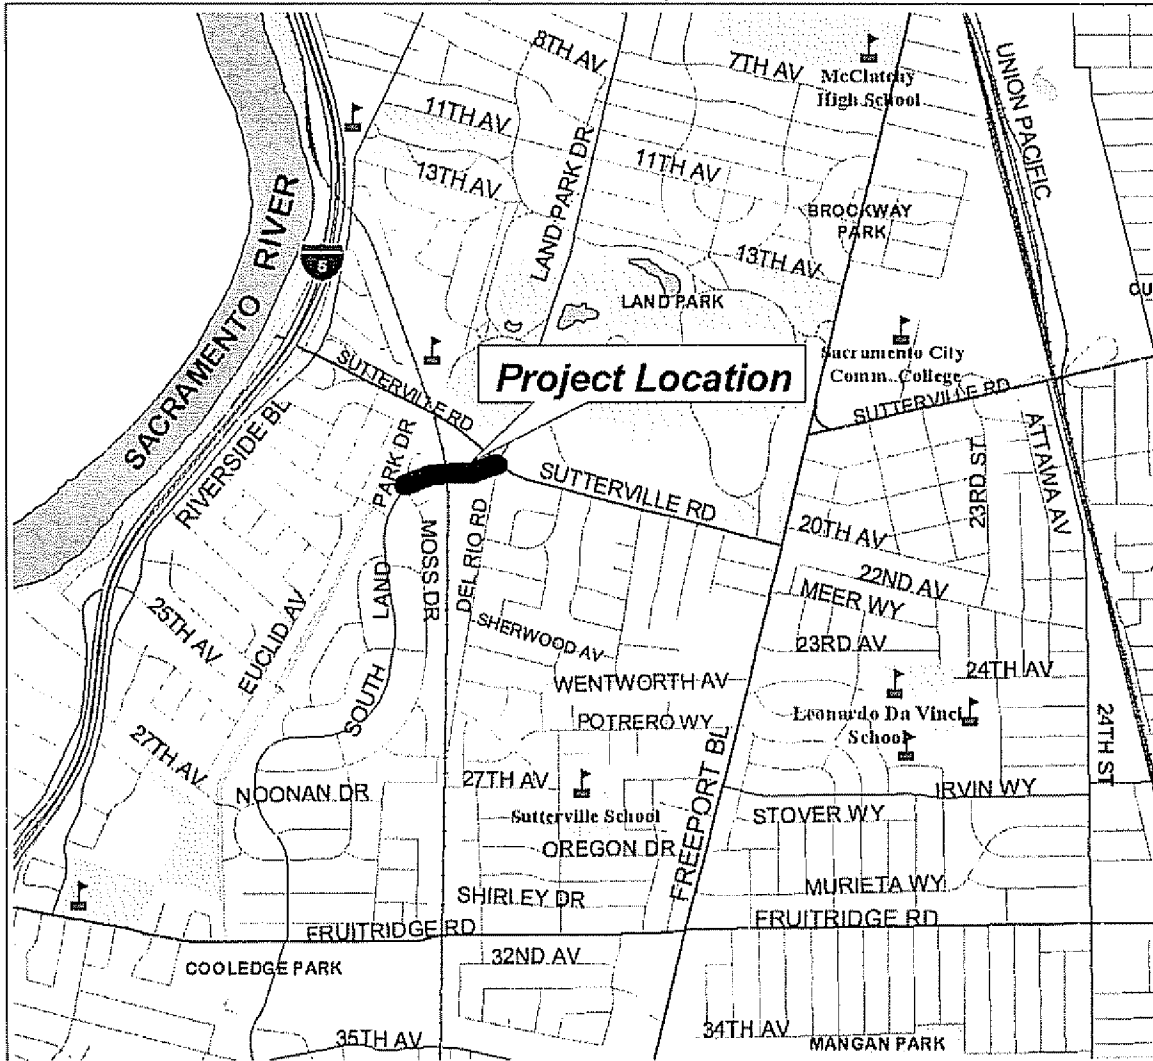 8TH AV
7TH AV
McClatchy
High School
UNION PACIFIC
11TH AV
13TH AV
LAND PARK DR
11TH AV
BROCKWAY
PARK
13TH AV
SACRAMENTO RIVER
5
LAND PARK
CU
Sacramento City
Comm. College
SUTTERVILLE RD
SUTTERVILLE RD
Project Location
RIVERSIDE BL
PARK DR
SUTTERVILLE RD
23RD ST
ATTAWA AV
20TH AV
22ND AV
MEER WY
LAND
MOSS DR
DEL RIO RD
EUCLID AV
25TH AV
SHERWOOD AV
23RD AV
24TH AV
WENTWORTH AV
SOUTH
POTRERO WY
Leonardo Da Vinci
School
24TH ST
27TH AV
NOONAN DR
27TH AV
Sutterville School
FREEPORT BL
IRVIN WY
STOVER WY
OREGON DR
SHIRLEY DR
MURIETA WY
FRUITRIDGE RD
FRUITRIDGE RD
COOLEDGE PARK
32ND AV
35TH AV
34TH AV
MANGAN PARK